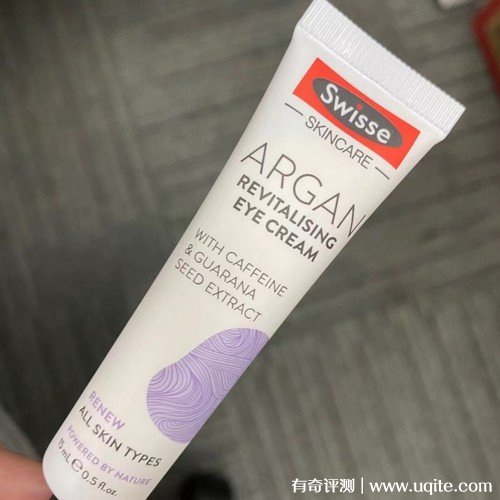 Swisse
SKINCARE
ARGAN
REVITALISING
EYE CREAM
WITH CAFFEINE
& GUARANA
SEED EXTRACT
RENEW
ALL SKIN TYPES
POWERED BY NATURE
15 mL e 0.5 fl.oz
有奇评测 | www.uqite.com